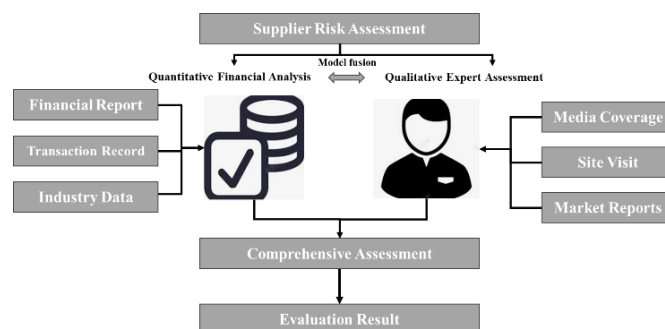 Supplier Risk Assessment
Model fusion
Quantitative Financial Analysis
Qualitative Expert Assessment
Financial Report
Transaction Record
Industry Data
Media Coverage
Site Visit
Market Reports
Comprehensive Assessment
Evaluation Result